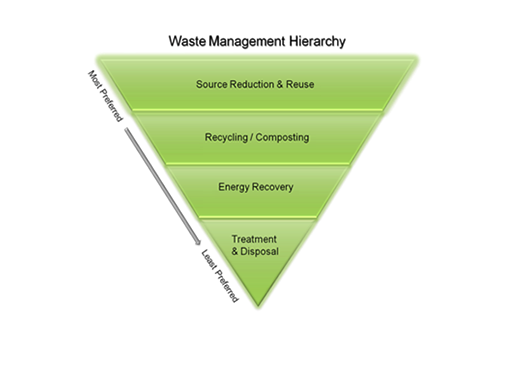 Waste Management Hierarchy
Most Preferred
Source Reduction & Reuse
Recycling / Composting
Energy Recovery
Treatment
& Disposal
Least Preferred